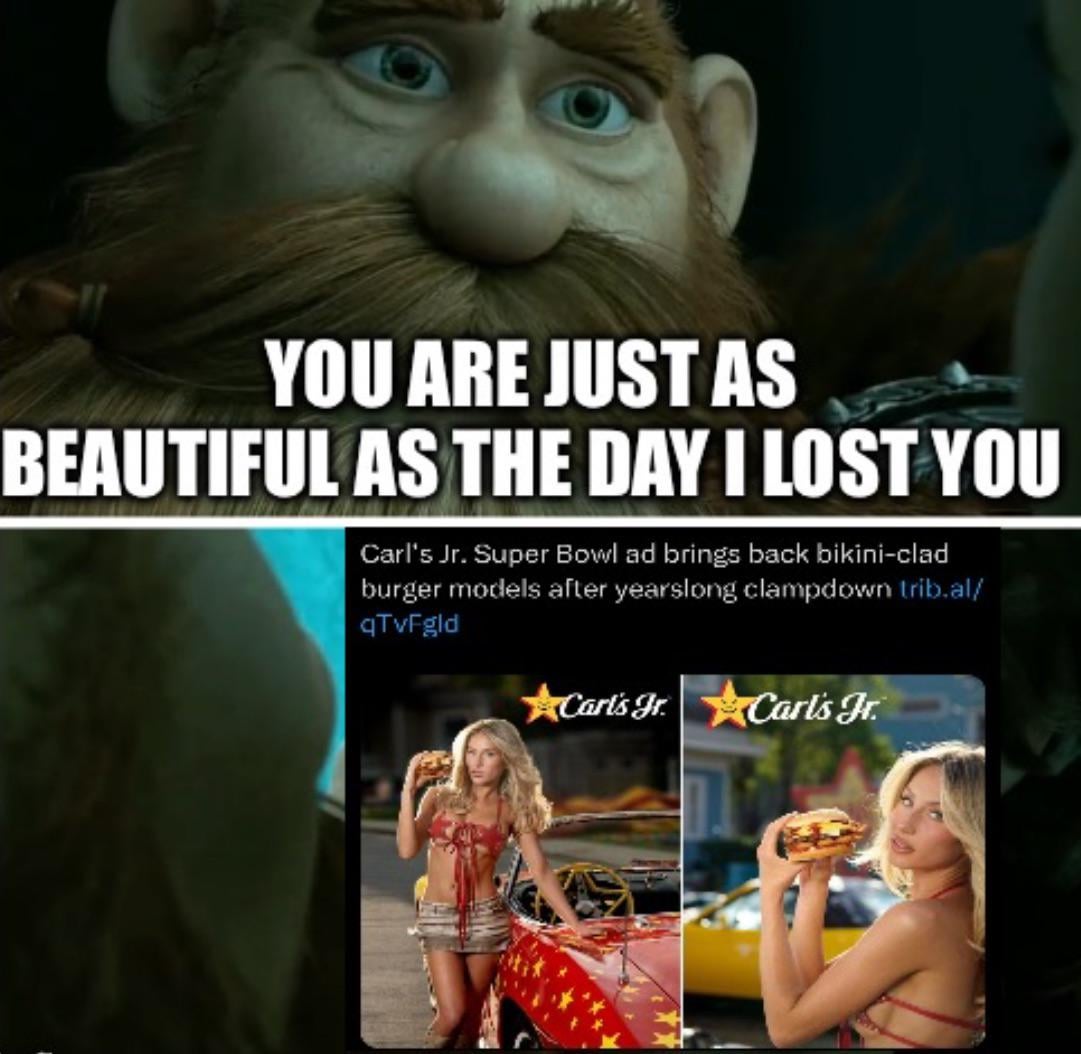 YOU ARE JUST AS
BEAUTIFUL AS THE DAY I LOST YOU
Carl's Jr. Super Bowl ad brings back bikini-clad
burger models after yearslong clampdown trib.al/
qTvFgld
Carl's Jr.
Carl's Jr.